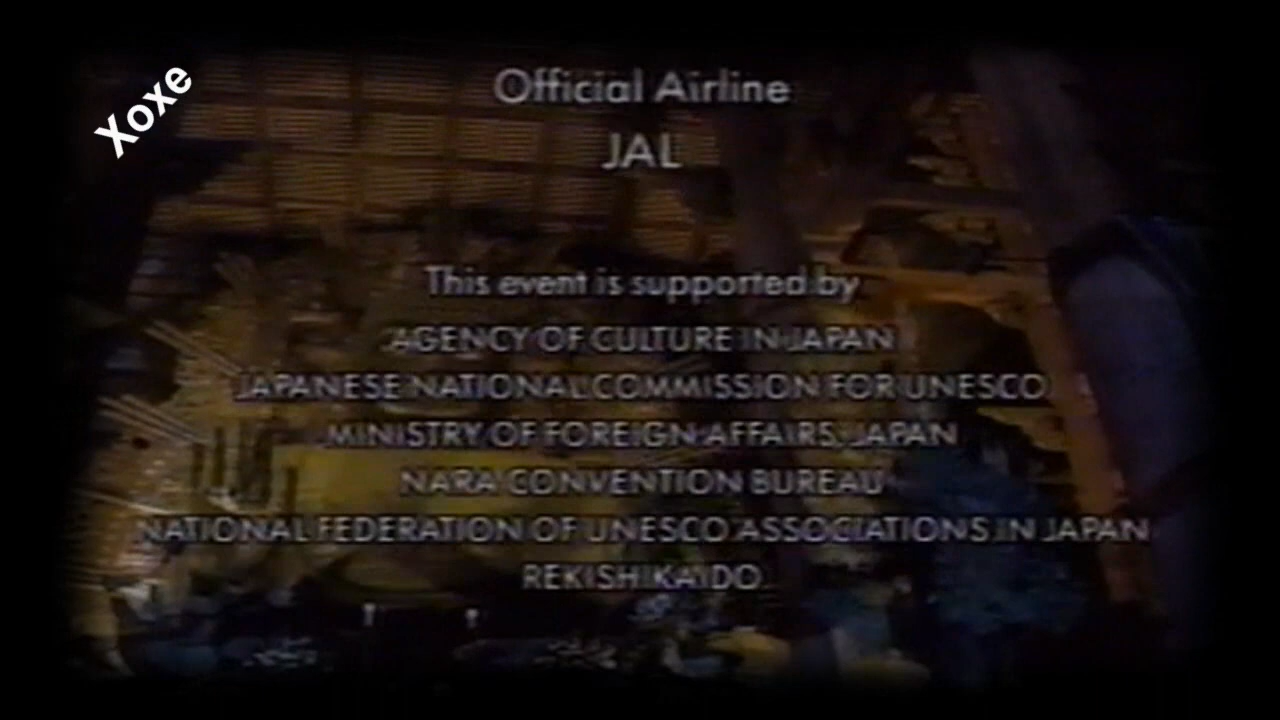 Xoxe
Official Airline
JAL
This event is supported by
AGENCY OF CULTURE IN JAPAN
JAPANESE NATIONAL COMMISSION FOR UNESCO
MINISTRY OF FOREIGN AFFAIRS, JAPAN
NARA CONVENTION BUREAU
NATIONAL FEDERATION OF UNESCO ASSOCIATIONS IN JAPAN
REKISHIKAIDO